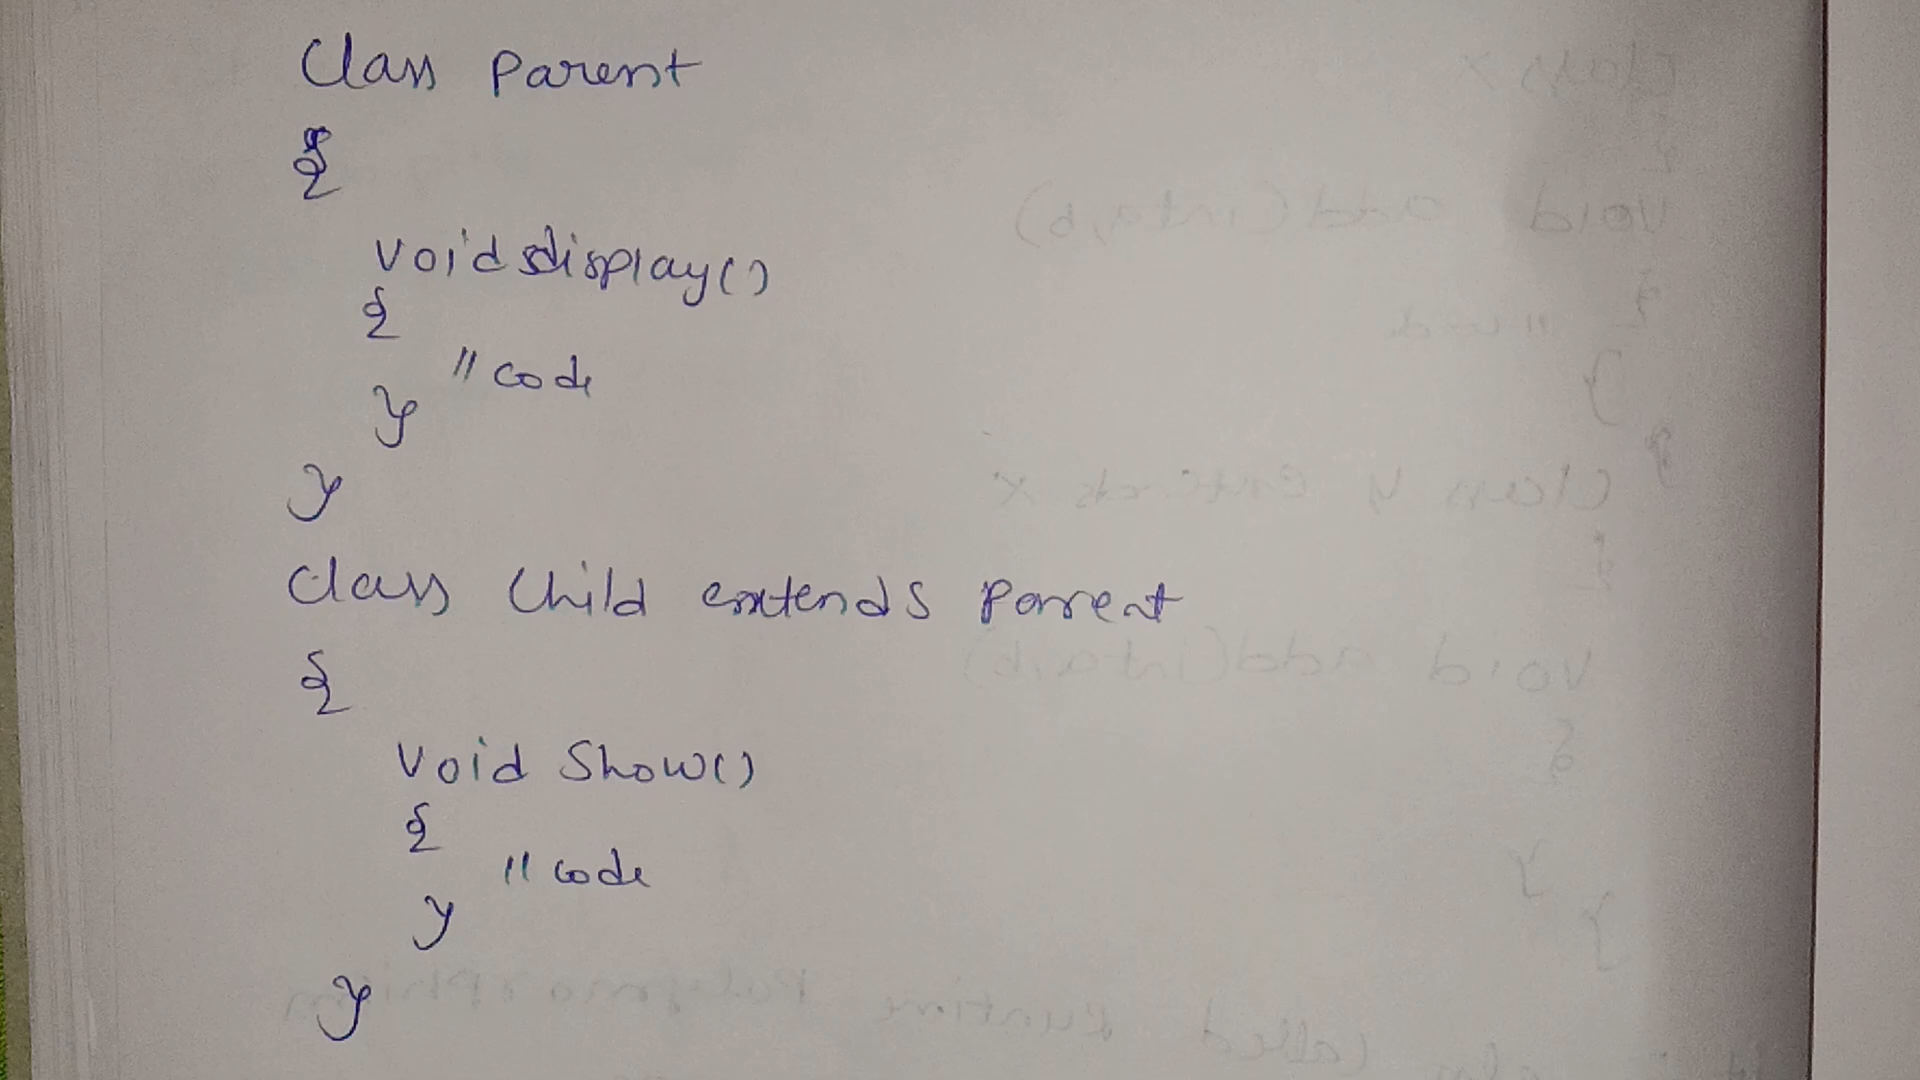 Class Parent
{
void display()
{
// code
}
}
class Child extends Parent
{
void Show()
{
// code
}
}